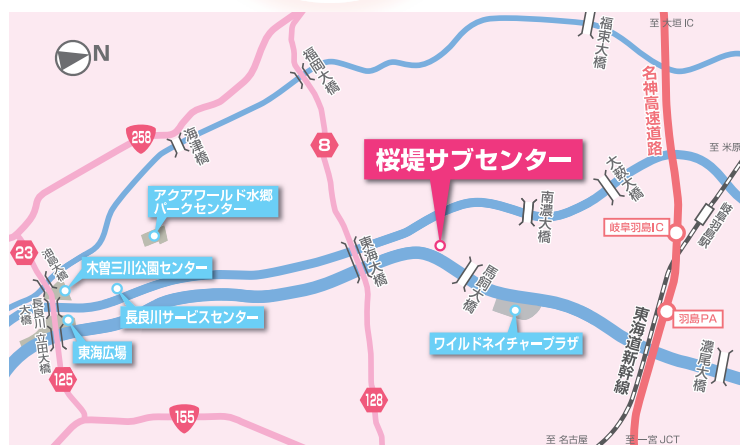 N
至 大垣IC
福束大橋
福岡大橋
名神高速道路
258
海津橋
8
桜堤サブセンター
至 米原
大薮大橋
アクアワールド水郷
パークセンター
南濃大橋
岐阜羽島駅
岐阜羽島IC
23
油島大橋
東海大橋
木曽三川公園センター
馬飼大橋
長良川
大橋
立田大橋
長良川サービスセンター
羽島PA
東海広場
ワイルドネイチャープラザ
東海道新幹線
濃尾大橋
125
128
155
至 名古屋
至 一宮JCT